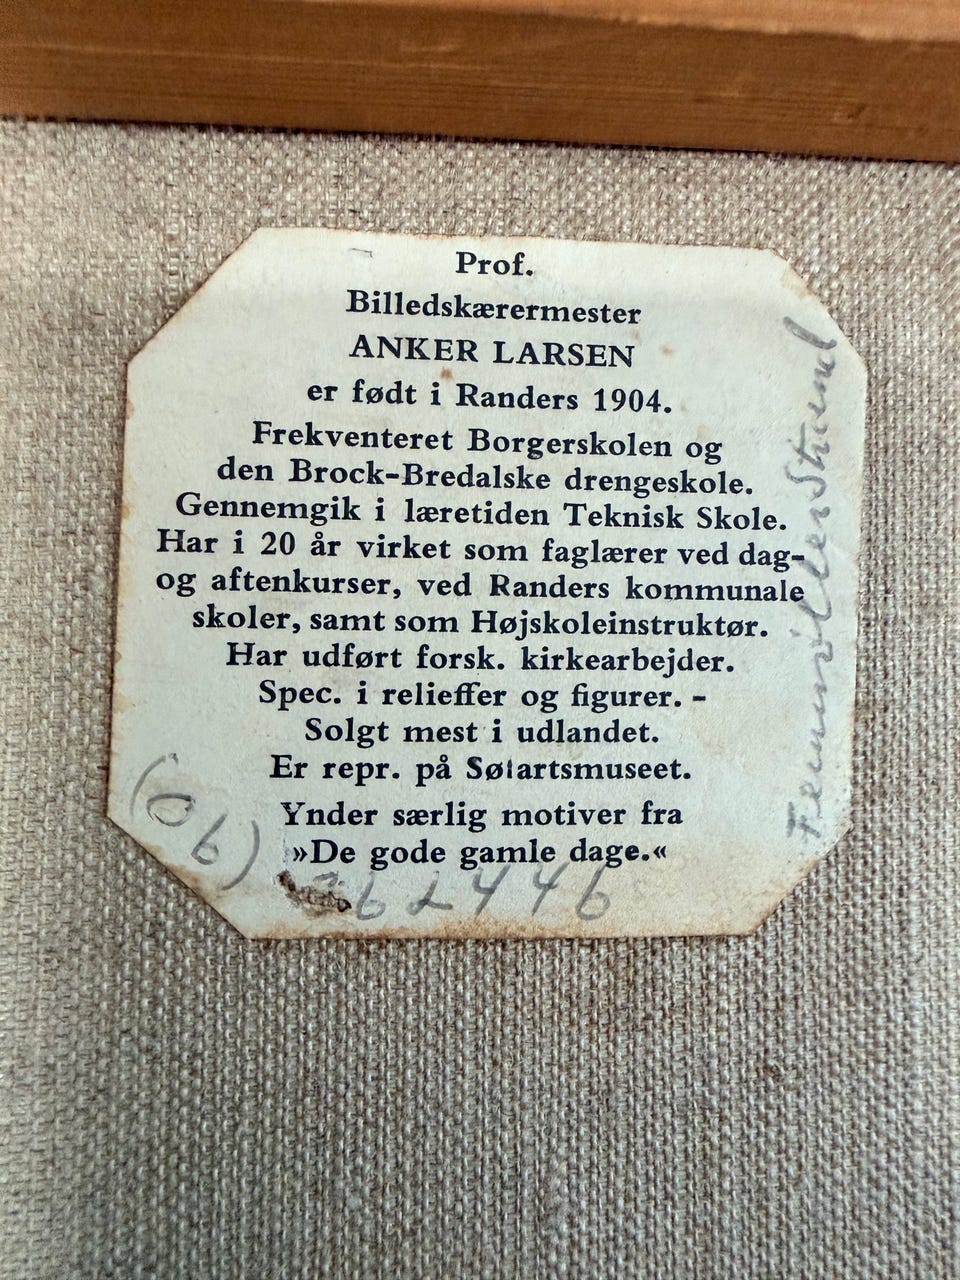 Prof.
Billedskærermester
ANKER LARSEN
er født i Randers 1904.
Frekventeret Borgerskolen og
den Brock-Bredalske drengeskole.
Gennemgik i læretiden Teknisk Skole.
Har i 20 år virket som faglærer ved dag-
og aftenkurser, ved Randers kommunale
skoler, samt som Højskoleinstruktør.
Har udført forsk. kirkearbejder.
Spec. i relieffer og figurer. -
Solgt mest i udlandet.
Er repr. på Søfartsmuseet.
Ynder særlig motiver fra
»De gode gamle dage.«
(06)
62446